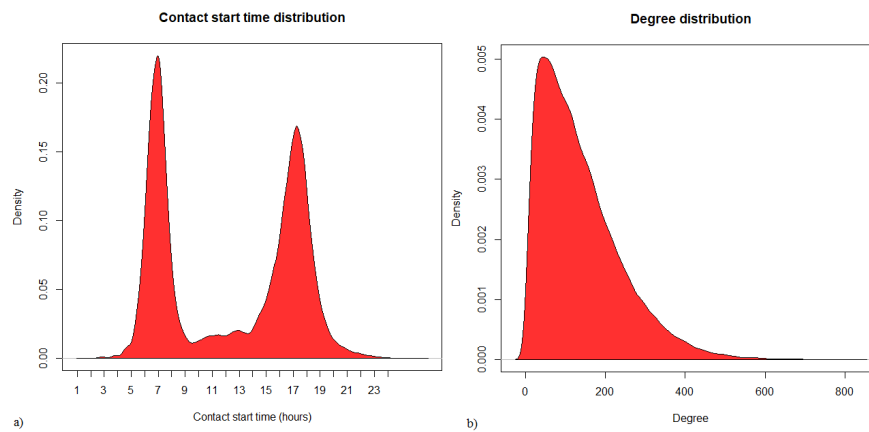 Contact start time distribution
Density
0.00 0.05 0.10 0.15 0.20
1 3 5 7 9 11 13 15 17 19 21 23
Contact start time (hours)
a)
Degree distribution
Density
0.000 0.001 0.002 0.003 0.004 0.005
0 200 400 600 800
Degree
b)